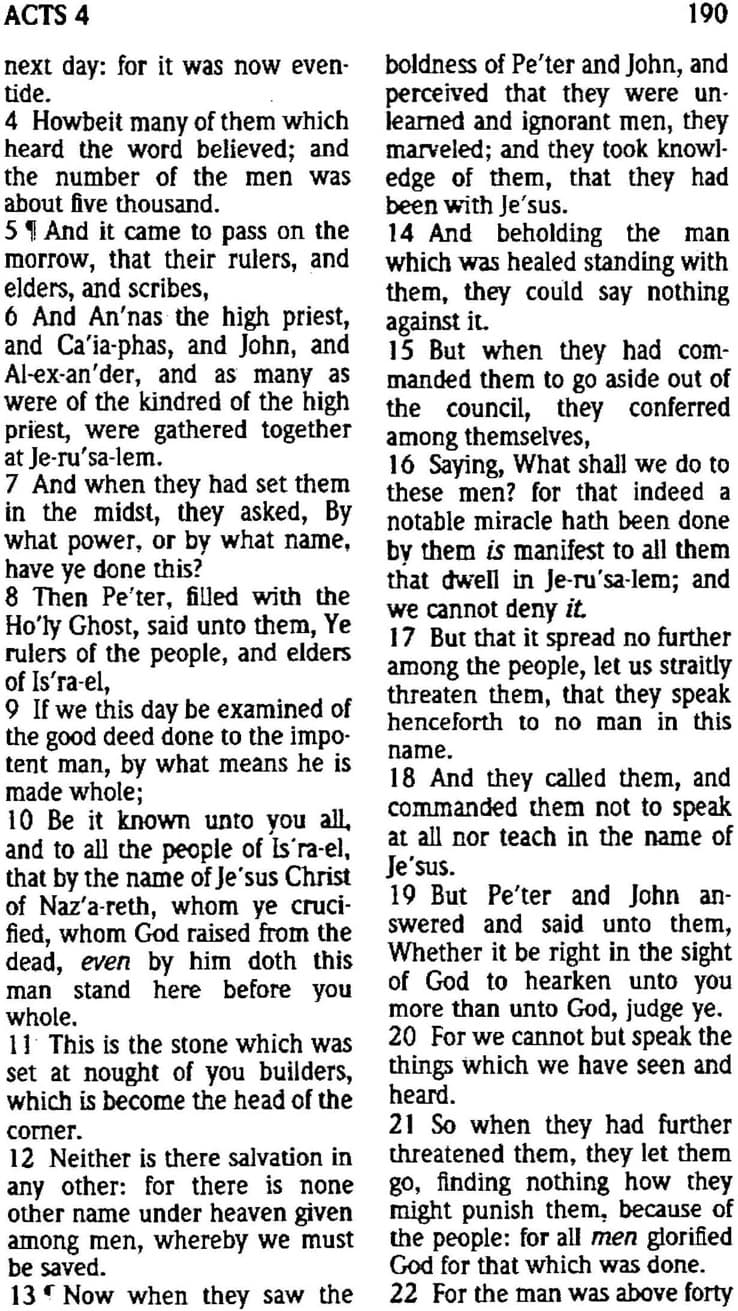 ACTS 4
190
next day: for it was now even-
tide.
4 Howbeit many of them which
heard the word believed; and
the number of the men was
about five thousand.
5 ¶ And it came to pass on the
morrow, that their rulers, and
elders, and scribes,
6 And An'nas the high priest,
and Ca'ia-phas, and John, and
Al-ex-an'der, and as many as
were of the kindred of the high
priest, were gathered together
at Je-ru'sa-lem.
7 And when they had set them
in the midst, they asked, By
what power, or by what name,
have ye done this?
8 Then Pe'ter, filled with the
Ho'ly Ghost, said unto them, Ye
rulers of the people, and elders
of Is'ra-el,
9 If we this day be examined of
the good deed done to the impo-
tent man, by what means he is
made whole;
10 Be it known unto you all,
and to all the people of Is'ra-el,
that by the name of Je'sus Christ
of Naz'a-reth, whom ye cruci-
fied, whom God raised from the
dead, even by him doth this
man stand here before you
whole.
11 This is the stone which was
set at nought of you builders,
which is become the head of the
corner.
12 Neither is there salvation in
any other: for there is none
other name under heaven given
among men, whereby we must
be saved.
13 ¶ Now when they saw the
boldness of Pe'ter and John, and
perceived that they were un-
learned and ignorant men, they
marveled; and they took knowl-
edge of them, that they had
been with Je'sus.
14 And beholding the man
which was healed standing with
them, they could say nothing
against it.
15 But when they had com-
manded them to go aside out of
the council, they conferred
among themselves,
16 Saying, What shall we do to
these men? for that indeed a
notable miracle hath been done
by them is manifest to all them
that dwell in Je-ru'sa-lem; and
we cannot deny it.
17 But that it spread no further
among the people, let us straitly
threaten them, that they speak
henceforth to no man in this
name.
18 And they called them, and
commanded them not to speak
at all nor teach in the name of
Je'sus.
19 But Pe'ter and John an-
swered and said unto them,
Whether it be right in the sight
of God to hearken unto you
more than unto God, judge ye.
20 For we cannot but speak the
things which we have seen and
heard.
21 So when they had further
threatened them, they let them
go, finding nothing how they
might punish them, because of
the people: for all men glorified
God for that which was done.
22 For the man was above forty